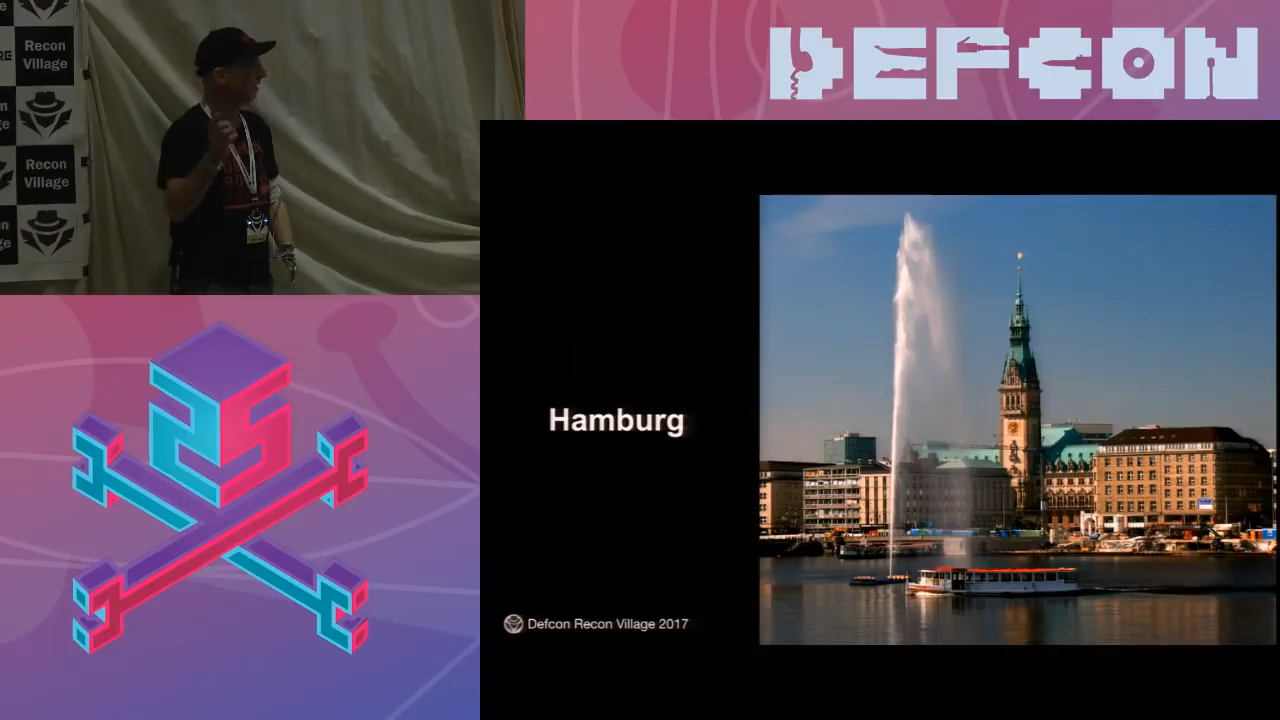 Recon
Village
Recon
Village
DEFCON
Hamburg
Defcon Recon Village 2017